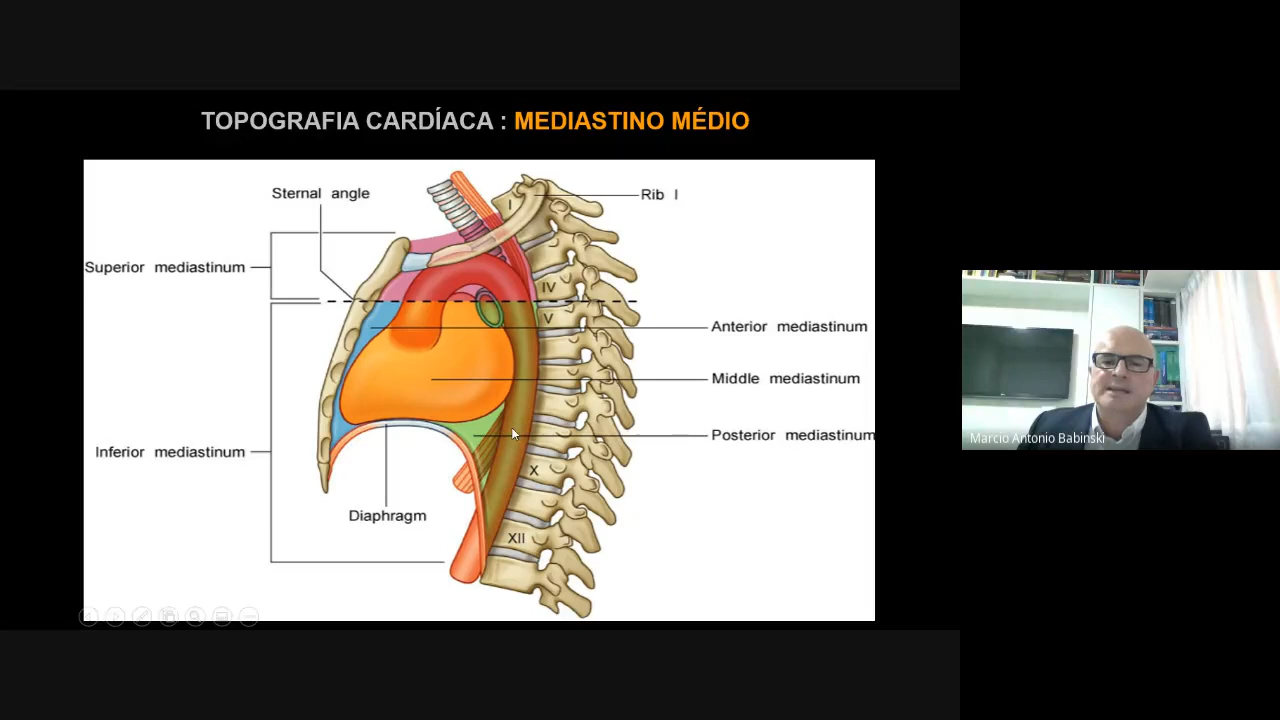 TOPOGRAFIA CARDÍACA : MEDIASTINO MÉDIO
Sternal angle
Rib I
I
Superior mediastinum
IV
V
Anterior mediastinum
Middle mediastinum
Posterior mediastinum
Inferior mediastinum
X
Diaphragm
XII
Marcio Antonio Babinski